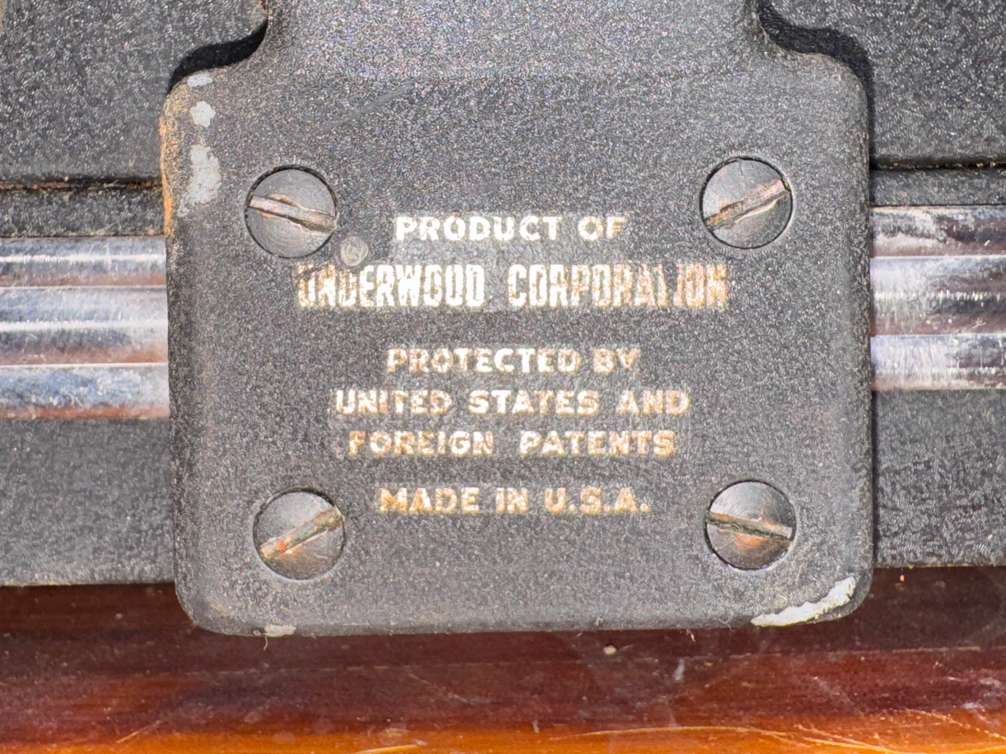 PRODUCT OF
UNDERWOOD CORPORATION
PROTECTED BY
UNITED STATES AND
FOREIGN PATENTS
MADE IN U.S.A.